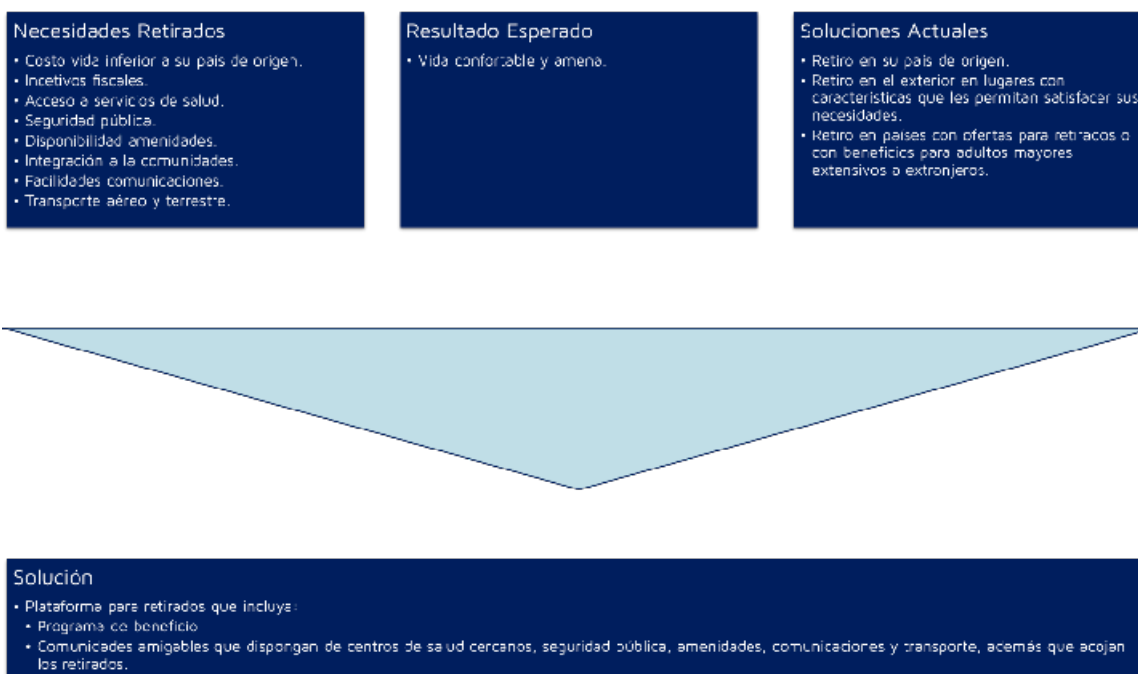 Necesidades Retirados
• Costo vida inferior a su país de origen.
• Incetivos fiscales.
• Acceso a servicios de salud.
• Seguridad pública.
• Disponibilidad amenidades.
• Integración a la comunidades.
• Facilidades comunicaciones.
• Transporte aéreo y terrestre.
Resultado Esperado
• Vida confortable y amena.
Soluciones Actuales
• Retiro en su país de origen.
• Retiro en el exterior en lugares con
características que les permitan satisfacer sus
necesidades.
• Retiro en países con ofertas para retirados o
con beneficios para adultos mayores
extensivos a extranjeros.
Solución
• Plataforma para retirados que incluya:
• Programa de beneficio
• Comunidades amigables que dispongan de centros de salud cercanos, seguridad pública, amenidades, comunicaciones y transporte, además que acojan
los retirados.